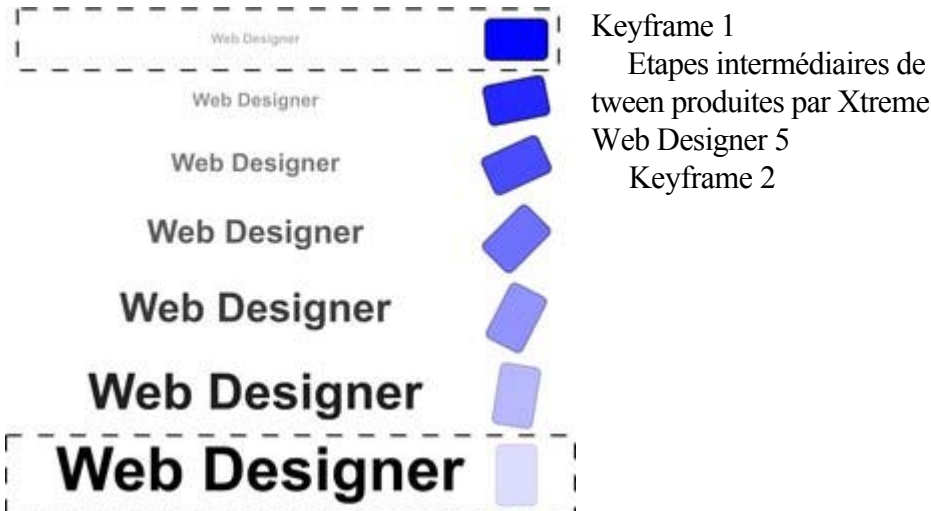 Web Designer
Web Designer
Web Designer
Web Designer
Web Designer
Web Designer
Web Designer
Keyframe 1
Etapes intermédiaires de
tween produites par Xtreme
Web Designer 5
Keyframe 2